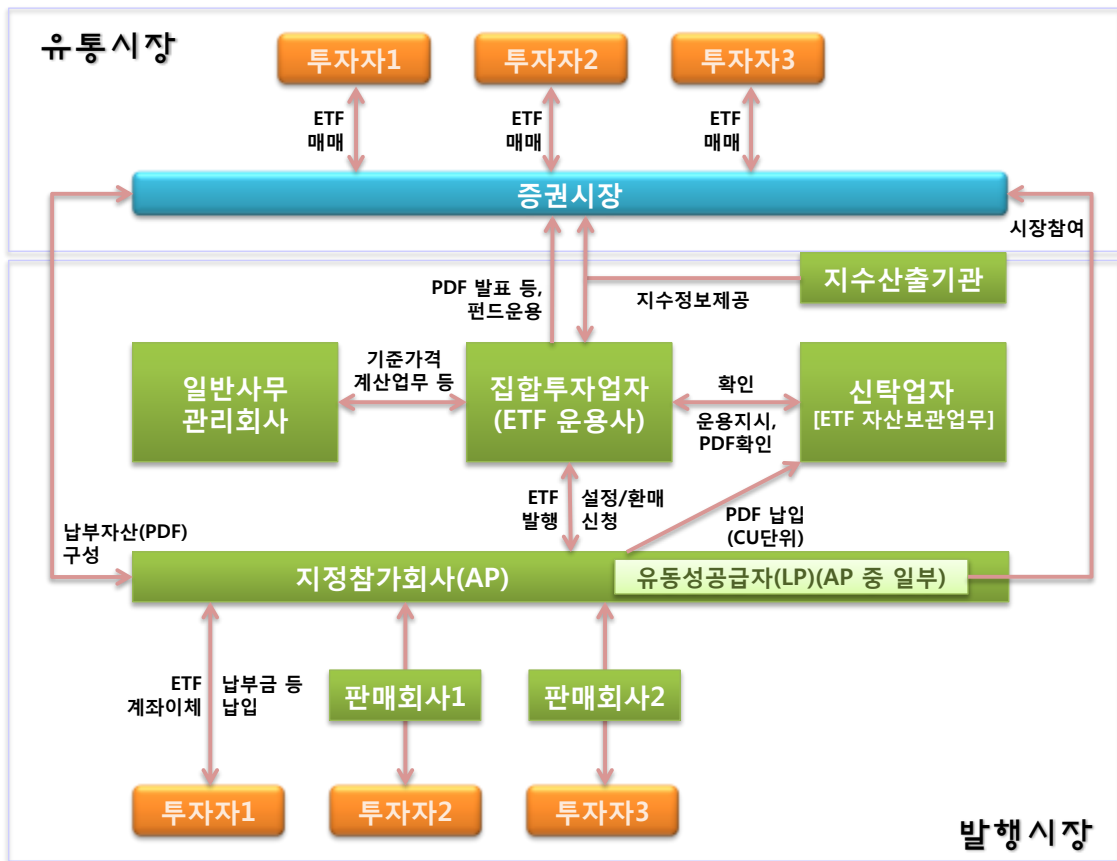 유통시장
투자자1
투자자2
투자자3
ETF
매매
ETF
매매
ETF
매매
증권시장
시장참여
지수산출기관
PDF 발표 등,
펀드운용
지수정보제공
일반사무
관리회사
기준가격
계산업무 등
집합투자업자
(ETF 운용사)
확인
운용지시,
PDF확인
신탁업자
[ETF 자산보관업무]
ETF
발행
설정/환매
신청
PDF 납입
(CU단위)
납부자산(PDF)
구성
지정참가회사(AP)
유동성공급자(LP)(AP 중 일부)
ETF
계좌이체
납부금 등
납입
판매회사1
판매회사2
투자자1
투자자2
투자자3
발행시장